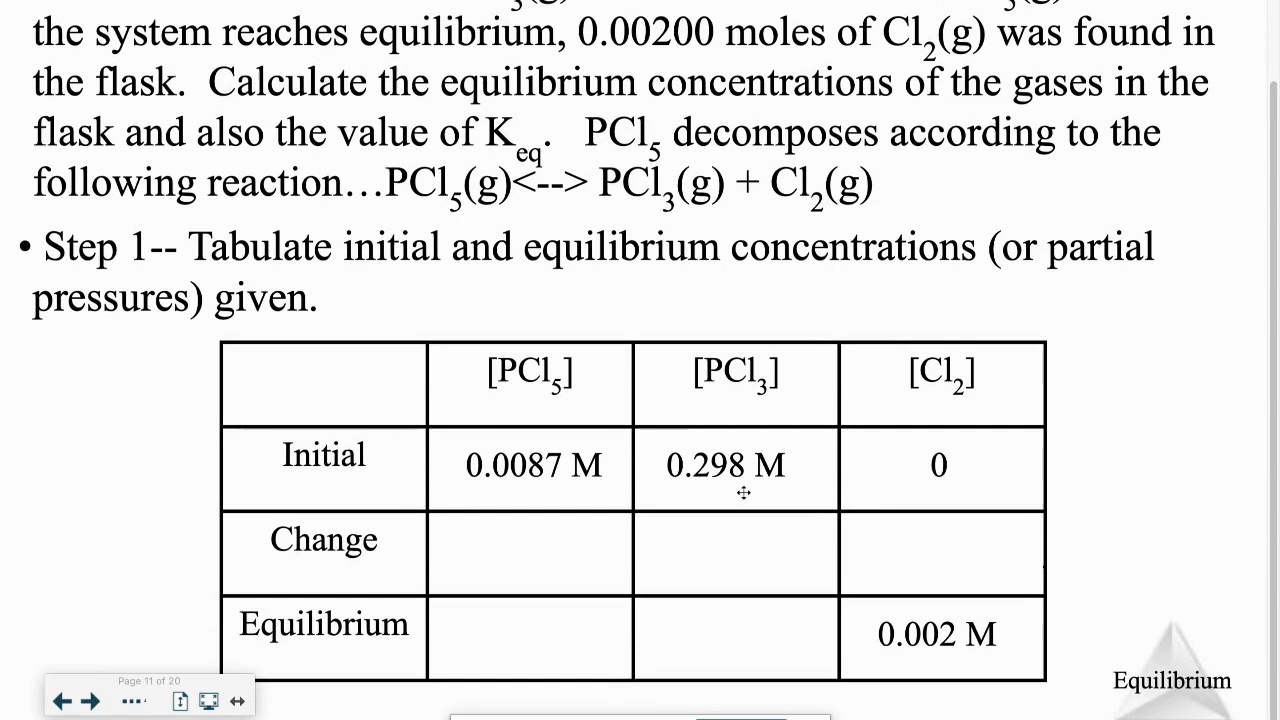 the system reaches equilibrium, 0.00200 moles of Cl₂(g) was found in
the flask. Calculate the equilibrium concentrations of the gases in the
flask and also the value of Keq. PCl₅ decomposes according to the
following reaction…PCl₅(g)<--> PCl₃(g) + Cl₂(g)
• Step 1-- Tabulate initial and equilibrium concentrations (or partial
pressures) given.
[PCl₅] [PCl₃] [Cl₂]
Initial 0.0087 M 0.298 M 0
Change
Equilibrium 0.002 M
Page 11 of 20
Equilibrium